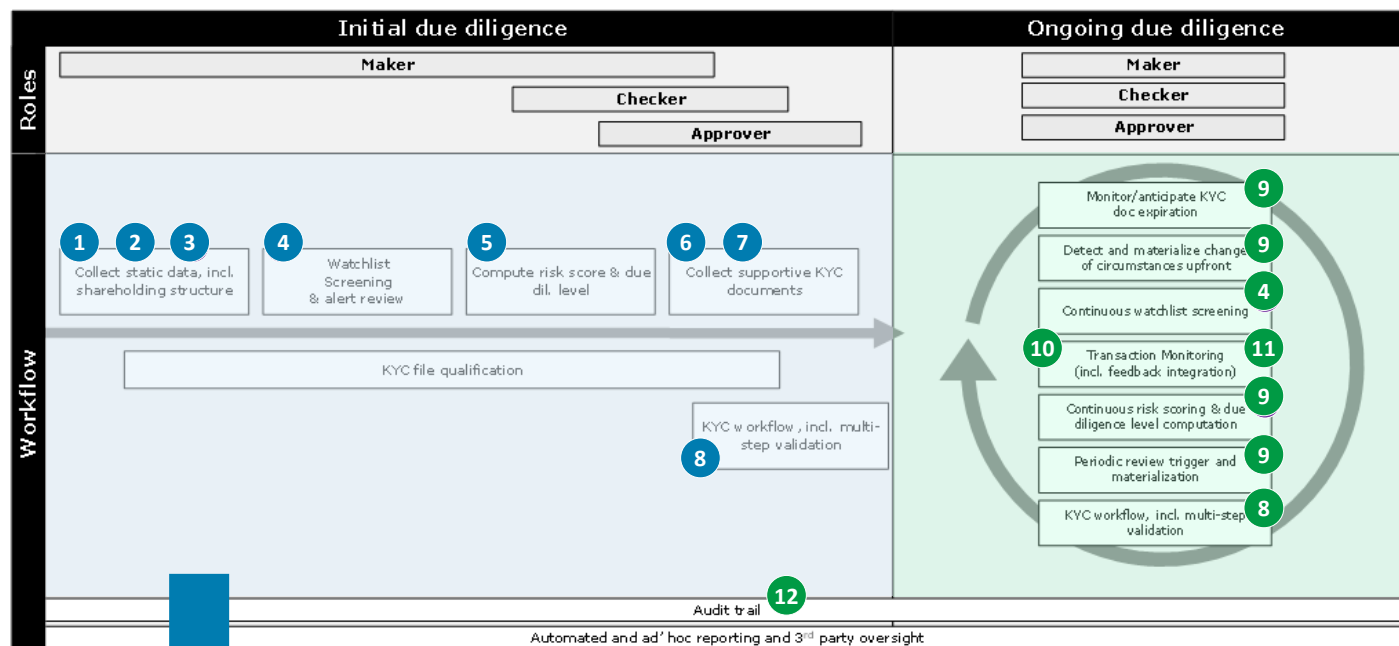 Initial due diligence
Ongoing due diligence
Roles
Maker
Checker
Approver
Maker
Checker
Approver
Workflow
1
2
3
Collect static data, incl.
shareholding structure
4
Watchlist
Screening
& alert review
5
Compute risk score & due
dil. level
6
7
Collect supportive KYC
documents
KYC file qualification
KYC workflow, incl. multi-
step validation
8
Monitor/anticipate KYC
doc expiration
9
Detect and materialize change
of circumstances upfront
9
Continuous watchlist screening
4
10
Transaction Monitoring
(incl. feedback integration)
11
Continuous risk scoring & due
diligence level computation
9
Periodic review trigger and
materialization
9
KYC workflow, incl. multi-step
validation
8
Audit trail
12
Automated and ad' hoc reporting and 3rd party oversight